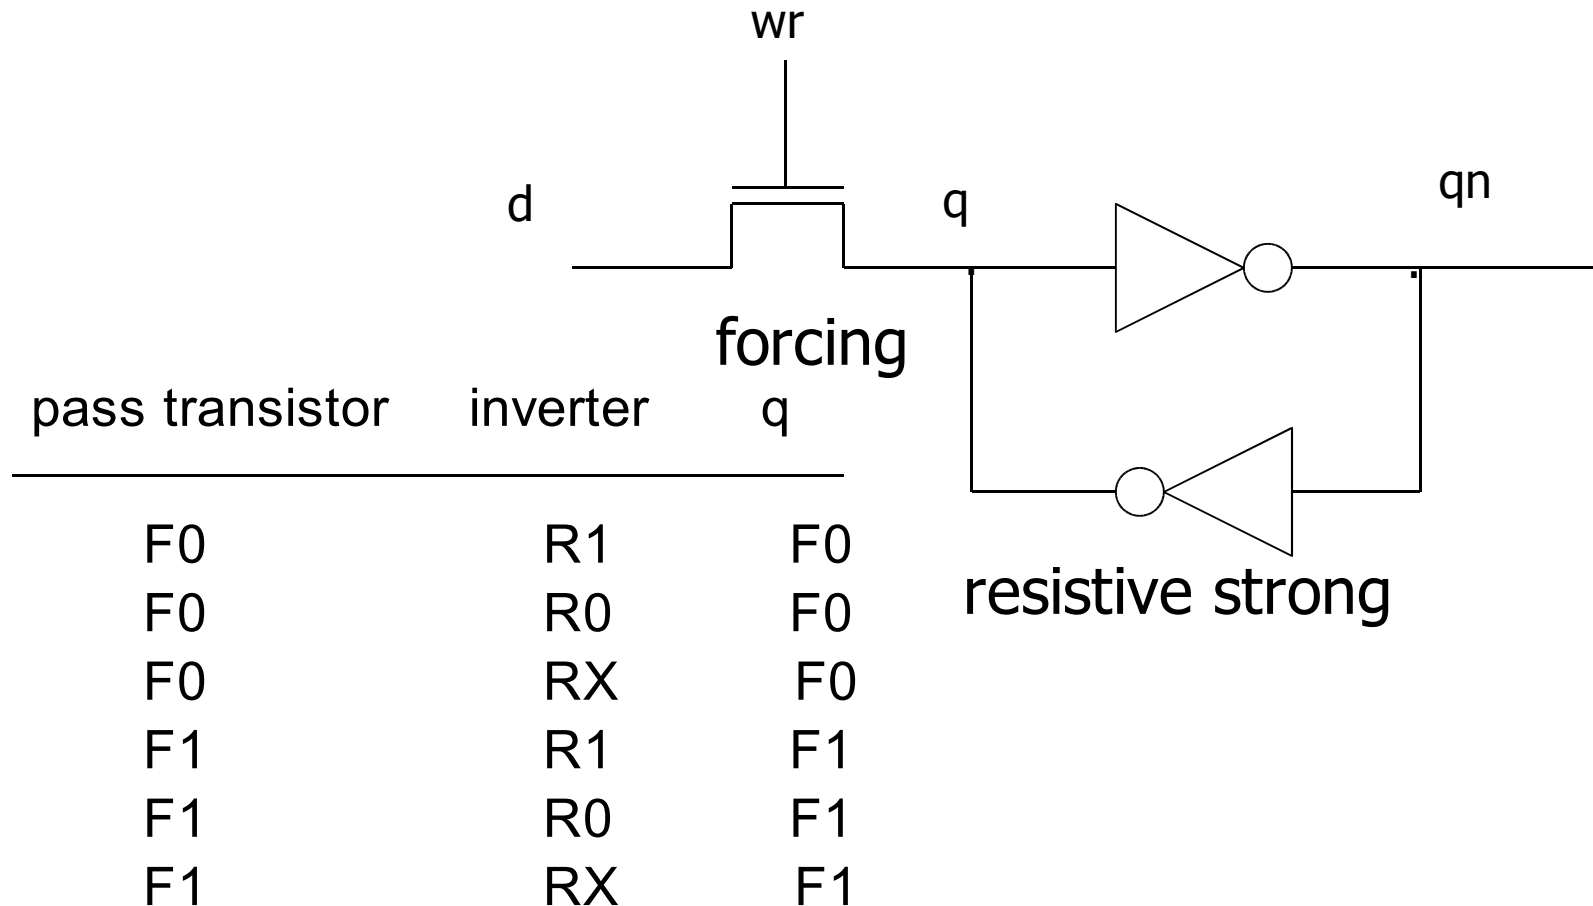 wr
d
q
qn
forcing
pass transistor inverter q
F0 R1 F0
F0 R0 F0
resistive strong
F0 RX F0
F1 R1 F1
F1 R0 F1
F1 RX F1